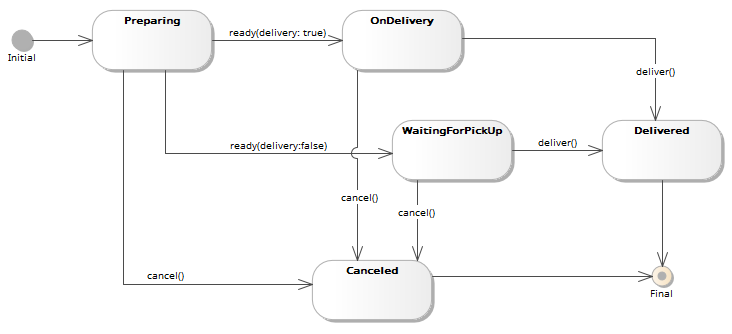 Preparing
OnDelivery
ready(delivery: true)
Initial
deliver()
WaitingForPickUp
Delivered
ready(delivery:false)
deliver()
cancel()
cancel()
cancel()
Canceled
Final